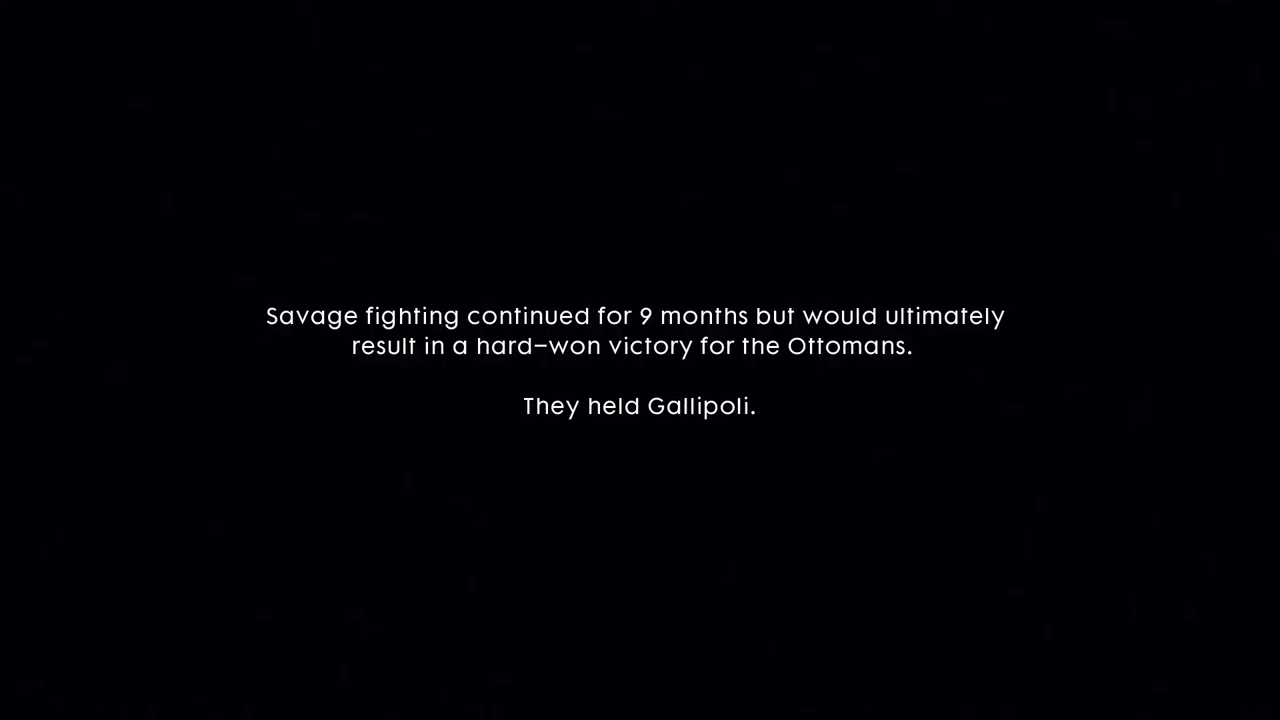 Savage fighting continued for 9 months but would ultimately
result in a hard–won victory for the Ottomans.
They held Gallipoli.